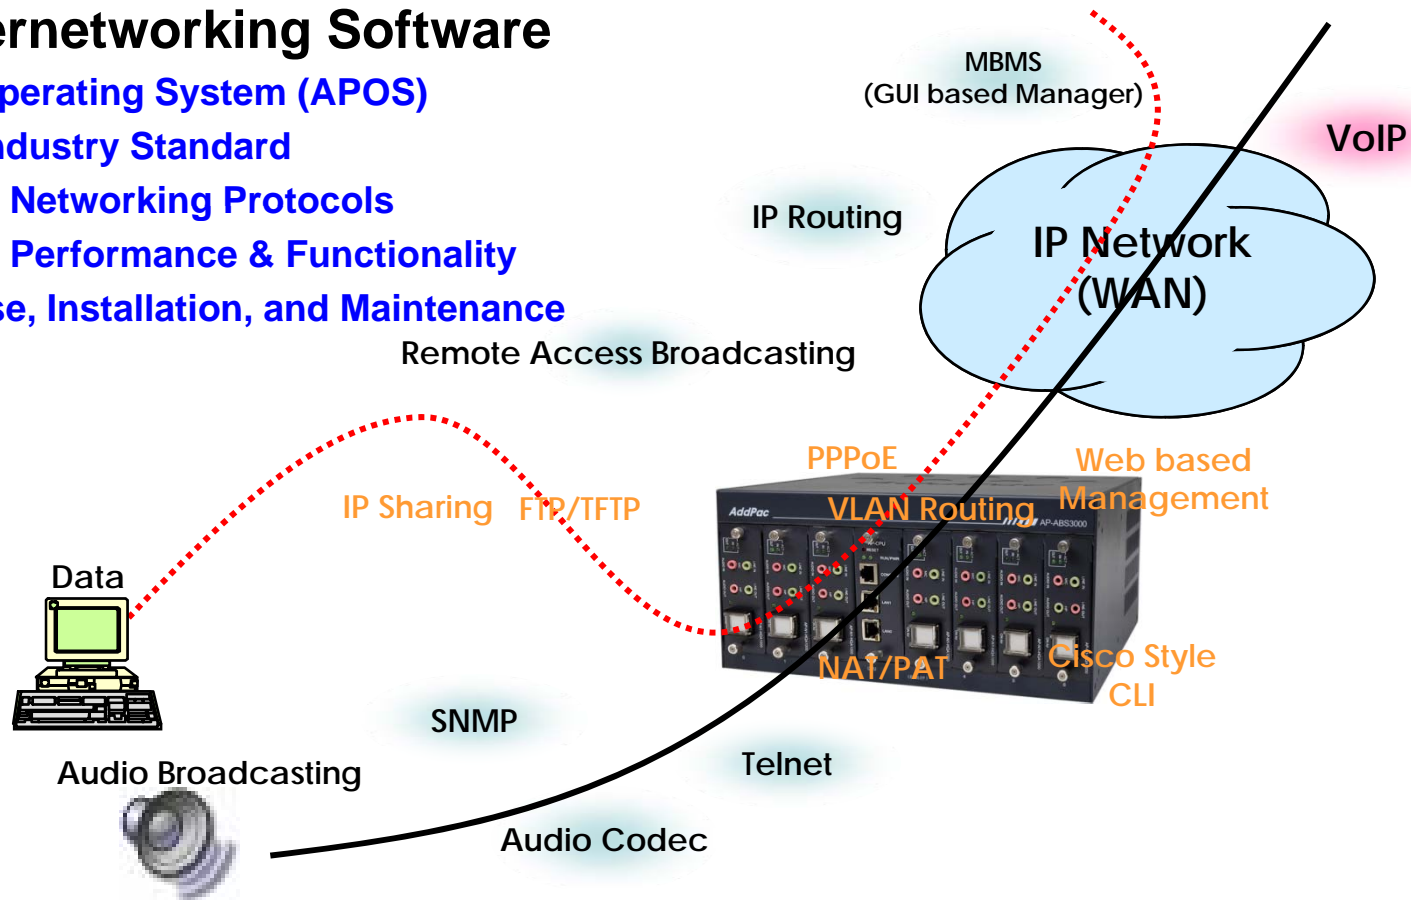 ernetworking Software
perating System (APOS)
ndustry Standard
Networking Protocols
Performance & Functionality
se, Installation, and Maintenance
MBMS
(GUI based Manager)
VoIP
IP Routing
IP Network
(WAN)
Remote Access Broadcasting
PPPoE
Web based
Management
IP Sharing
FTP/TFTP
VLAN Routing
AddPac
AP-ABS3000
Data
NAT/PAT
Cisco Style
CLI
SNMP
Telnet
Audio Broadcasting
Audio Codec